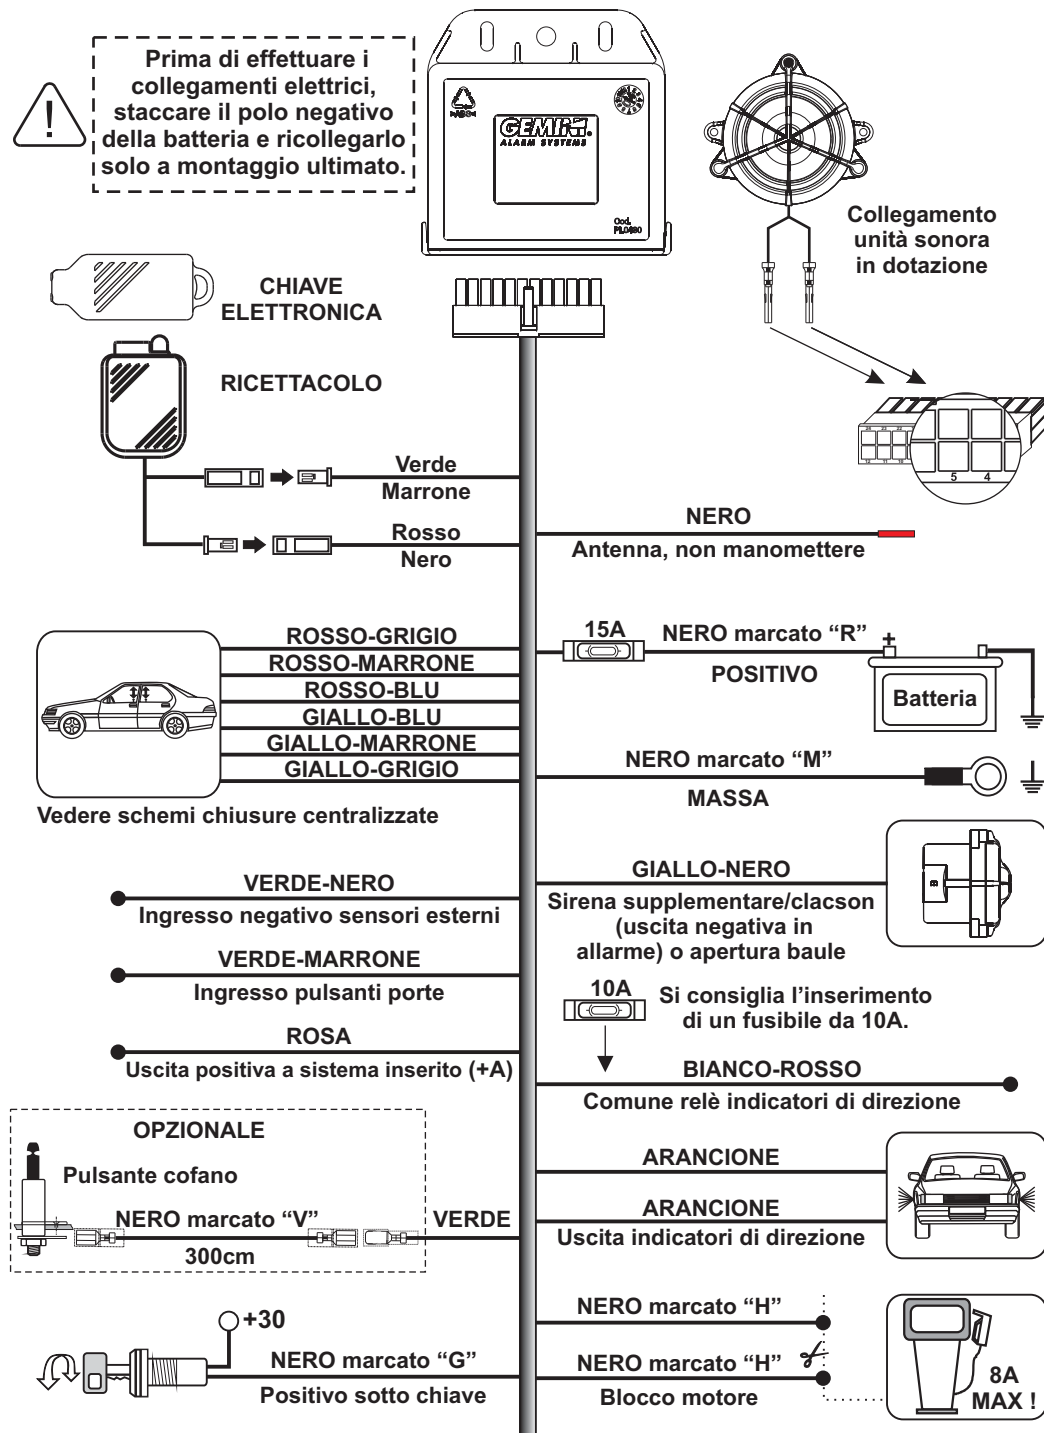 Prima di effettuare i
collegamenti elettrici,
staccare il polo negativo
della batteria e ricollegarlo
solo a montaggio ultimato.
!
GEMINI®
ALARM SYSTEMS
Cod.
Collegamento
unità sonora
in dotazione
CHIAVE
ELETTRONICA
RICETTACOLO
Verde
Marrone
Rosso
Nero
5 4
NERO
Antenna, non manomettere
ROSSO-GRIGIO
ROSSO-MARRONE
ROSSO-BLU
GIALLO-BLU
GIALLO-MARRONE
GIALLO-GRIGIO
Vedere schemi chiusure centralizzate
15A
NERO marcato “R”
POSITIVO
+
Batteria
NERO marcato “M”
MASSA
VERDE-NERO
Ingresso negativo sensori esterni
VERDE-MARRONE
Ingresso pulsanti porte
ROSA
Uscita positiva a sistema inserito (+A)
GIALLO-NERO
Sirena supplementare/clacson
(uscita negativa in
allarme) o apertura baule
10A
Si consiglia l’inserimento
di un fusibile da 10A.
BIANCO-ROSSO
Comune relè indicatori di direzione
OPZIONALE
Pulsante cofano
NERO marcato “V”
300cm
VERDE
ARANCIONE
ARANCIONE
Uscita indicatori di direzione
+30
NERO marcato “G”
Positivo sotto chiave
NERO marcato “H”
NERO marcato “H”
Blocco motore
8A
MAX !